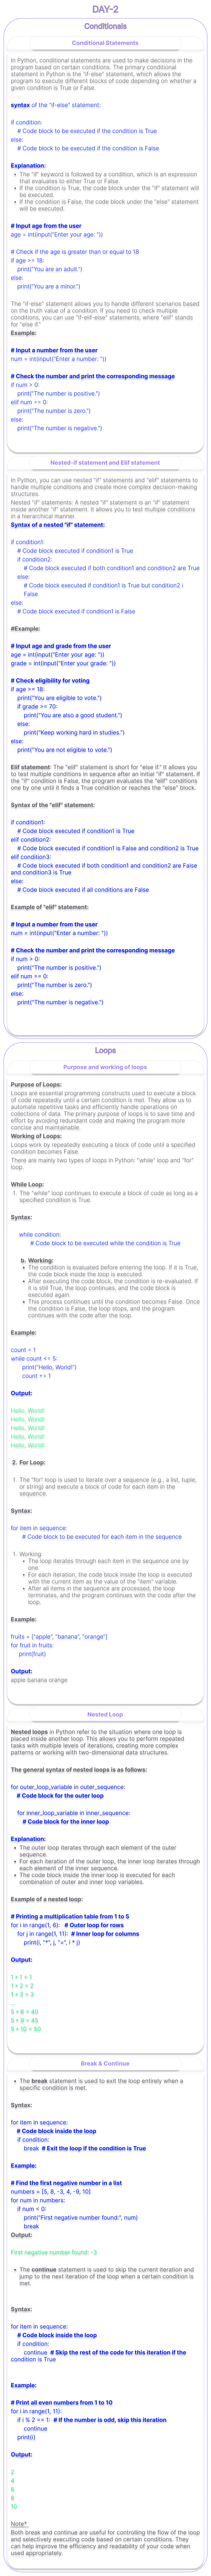 DAY-2
Conditionals
Conditional Statements
In Python, conditional statements are used to make decisions in the
program based on certain conditions. The primary conditional
statement in Python is the "if-else" statement, which allows the
program to execute different blocks of code depending on whether a
given condition is True or False.
syntax of the "if-else" statement:
if condition:
# Code block to be executed if the condition is True
else:
# Code block to be executed if the condition is False
Explanation:
• The "if" keyword is followed by a condition, which is an expression
that evaluates to either True or False.
• If the condition is True, the code block under the "if" statement will
be executed.
• If the condition is False, the code block under the "else" statement
will be executed.
# Input age from the user
age = int(input("Enter your age: "))
# Check if the age is greater than or equal to 18
if age >= 18:
print("You are an adult.")
else:
print("You are a minor.")
The "if-else" statement allows you to handle different scenarios based
on the truth value of a condition. If you need to check multiple
conditions, you can use "if-elif-else" statements, where "elif" stands
for "else if."
Example:
# Input a number from the user
num = int(input("Enter a number: "))
# Check the number and print the corresponding message
if num > 0:
print("The number is positive.")
elif num == 0:
print("The number is zero.")
else:
print("The number is negative.")
Nested-if statement and Elif statement
In Python, you can use nested "if" statements and "elif" statements to
handle multiple conditions and create more complex decision-making
structures.
Nested "if" statements: A nested "if" statement is an "if" statement
inside another "if" statement. It allows you to test multiple conditions
in a hierarchical manner.
Syntax of a nested "if" statement:
if condition1:
# Code block executed if condition1 is True
if condition2:
# Code block executed if both condition1 and condition2 are True
else:
# Code block executed if condition1 is True but condition2 i
False
else:
# Code block executed if condition1 is False
#Example:
# Input age and grade from the user
age = int(input("Enter your age: "))
grade = int(input("Enter your grade: "))
# Check eligibility for voting
if age >= 18:
print("You are eligible to vote.")
if grade >= 70:
print("You are also a good student.")
else:
print("Keep working hard in studies.")
else:
print("You are not eligible to vote.")
Elif statement: The "elif" statement is short for "else if." It allows you
to check multiple conditions in sequence after an initial "if" statement. If
the "if" condition is False, the program evaluates the "elif" conditions
one by one until it finds a True condition or reaches the "else" block.
Syntax of the "elif" statement:
if condition1:
# Code block executed if condition1 is True
elif condition2:
# Code block executed if condition1 is False and condition2 is True
elif condition3:
# Code block executed if both condition1 and condition2 are False
and condition3 is True
else:
# Code block executed if all conditions are False
Example of "elif" statement:
# Input a number from the user
num = int(input("Enter a number: "))
# Check the number and print the corresponding message
if num > 0:
print("The number is positive.")
elif num == 0:
print("The number is zero.")
else:
print("The number is negative.")
Loops
Purpose and working of loops
Purpose of Loops:
Loops are essential programming constructs used to execute a block
of code repeatedly until a certain condition is met. They allow us to
automate repetitive tasks and efficiently handle operations on
collections of data. The primary purpose of loops is to save time and
effort by avoiding redundant code and making the program more
concise and maintainable.
Working of Loops:
Loops work by repeatedly executing a block of code until a specified
condition becomes False.
There are mainly two types of loops in Python: "while" loop and "for"
loop.
While Loop:
1. The "while" loop continues to execute a block of code as long as a
specified condition is True.
Syntax:
while condition:
# Code block to be executed while the condition is True
b. Working:
• The condition is evaluated before entering the loop. If it is True,
the code block inside the loop is executed.
• After executing the code block, the condition is re-evaluated. If
it is still True, the loop continues, and the code block is
executed again.
• This process continues until the condition becomes False. Once
the condition is False, the loop stops, and the program
continues with the code after the loop.
Example:
count = 1
while count <= 5:
print("Hello, World!")
count += 1
Output:
Hello, World!
Hello, World!
Hello, World!
Hello, World!
Hello, World!
2. For Loop:
1. The "for" loop is used to iterate over a sequence (e.g., a list, tuple,
or string) and execute a block of code for each item in the
sequence.
Syntax:
for item in sequence:
# Code block to be executed for each item in the sequence
1. Working:
• The loop iterates through each item in the sequence one by
one.
• For each iteration, the code block inside the loop is executed
with the current item as the value of the "item" variable.
• After all items in the sequence are processed, the loop
terminates, and the program continues with the code after the
loop.
Example:
fruits = ["apple", "banana", "orange"]
for fruit in fruits:
print(fruit)
Output:
apple banana orange
Nested Loop
Nested loops in Python refer to the situation where one loop is
placed inside another loop. This allows you to perform repeated
tasks with multiple levels of iterations, creating more complex
patterns or working with two-dimensional data structures.
The general syntax of nested loops is as follows:
for outer_loop_variable in outer_sequence:
# Code block for the outer loop
for inner_loop_variable in inner_sequence:
# Code block for the inner loop
Explanation:
• The outer loop iterates through each element of the outer
sequence.
• For each iteration of the outer loop, the inner loop iterates through
each element of the inner sequence.
• The code block inside the inner loop is executed for each
combination of outer and inner loop variables.
Example of a nested loop:
# Printing a multiplication table from 1 to 5
for i in range(1, 6): # Outer loop for rows
for j in range(1, 11): # Inner loop for columns
print(i, "*", j, "=", i * j)
Output:
1 * 1 = 1
1 * 2 = 2
1 * 3 = 3
...
5 * 8 = 40
5 * 9 = 45
5 * 10 = 50
Break & Continue
• The break statement is used to exit the loop entirely when a
specific condition is met.
Syntax:
for item in sequence:
# Code block inside the loop
if condition:
break # Exit the loop if the condition is True
Example:
# Find the first negative number in a list
numbers = [5, 8, -3, 4, -9, 10]
for num in numbers:
if num < 0:
print("First negative number found:", num)
break
Output:
First negative number found: -3
• The continue statement is used to skip the current iteration and
jump to the next iteration of the loop when a certain condition is
met.
Syntax:
for item in sequence:
# Code block inside the loop
if condition:
continue # Skip the rest of the code for this iteration if the
condition is True
Example:
# Print all even numbers from 1 to 10
for i in range(1, 11):
if i % 2 == 1: # If the number is odd, skip this iteration
continue
print(i)
Output:
2
4
6
8
10
Note*
Both break and continue are useful for controlling the flow of the loop
and selectively executing code based on certain conditions. They
can help improve the efficiency and readability of your code when
used appropriately.